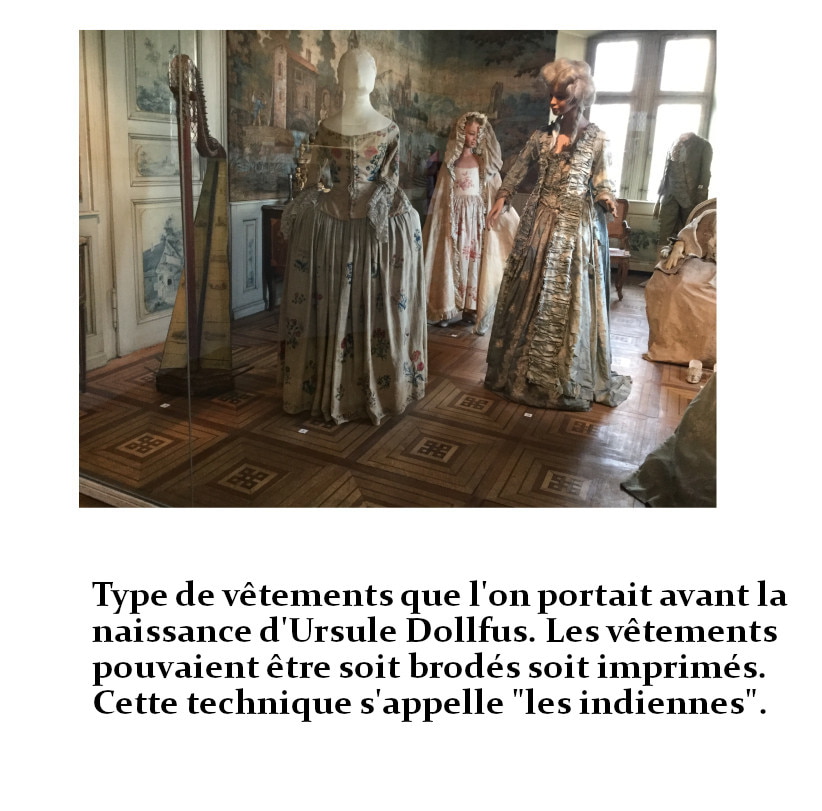 Type de vêtements que l'on portait avant la
naissance d'Ursule Dollfus. Les vêtements
pouvaient être soit brodés soit imprimés.
Cette technique s'appelle "les indiennes".